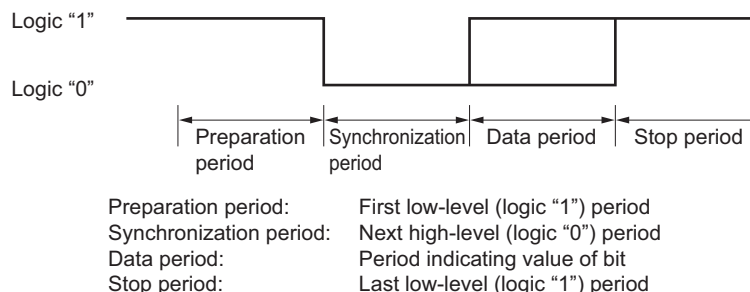 Logic “1”
Logic “0”
Preparation period
Synchronization period
Data period
Stop period
Preparation period: First low-level (logic “1”) period
Synchronization period: Next high-level (logic “0”) period
Data period: Period indicating value of bit
Stop period: Last low-level (logic “1”) period